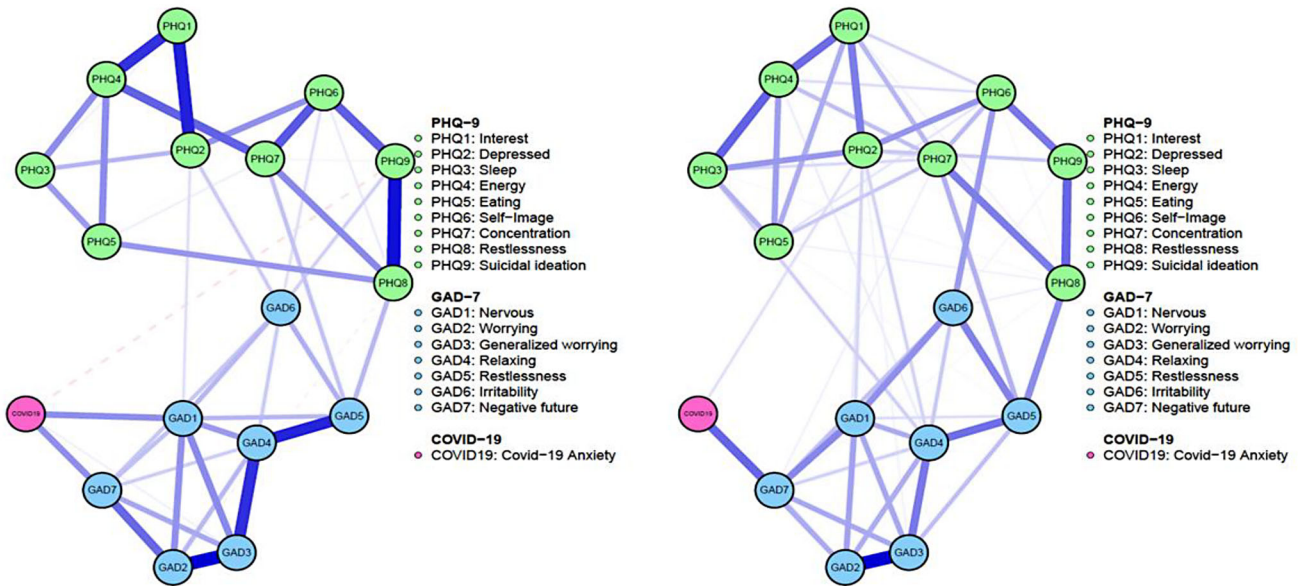 PHQ1
PHQ4
PHQ6
PHQ2
PHQ7
PHQ9
PHQ3
PHQ5
PHQ8
GAD6
COVID19
GAD1
GAD5
GAD4
GAD7
GAD3
GAD2
PHQ-9
PHQ1: Interest
PHQ2: Depressed
PHQ3: Sleep
PHQ4: Energy
PHQ5: Eating
PHQ6: Self-Image
PHQ7: Concentration
PHQ8: Restlessness
PHQ9: Suicidal ideation
GAD-7
GAD1: Nervous
GAD2: Worrying
GAD3: Generalized worrying
GAD4: Relaxing
GAD5: Restlessness
GAD6: Irritability
GAD7: Negative future
COVID-19
COVID19: Covid-19 Anxiety
PHQ1
PHQ4
PHQ6
PHQ2
PHQ7
PHQ9
PHQ3
PHQ5
PHQ8
GAD6
COVID19
GAD1
GAD5
GAD4
GAD7
GAD3
GAD2
PHQ-9
PHQ1: Interest
PHQ2: Depressed
PHQ3: Sleep
PHQ4: Energy
PHQ5: Eating
PHQ6: Self-Image
PHQ7: Concentration
PHQ8: Restlessness
PHQ9: Suicidal ideation
GAD-7
GAD1: Nervous
GAD2: Worrying
GAD3: Generalized worrying
GAD4: Relaxing
GAD5: Restlessness
GAD6: Irritability
GAD7: Negative future
COVID-19
COVID19: Covid-19 Anxiety